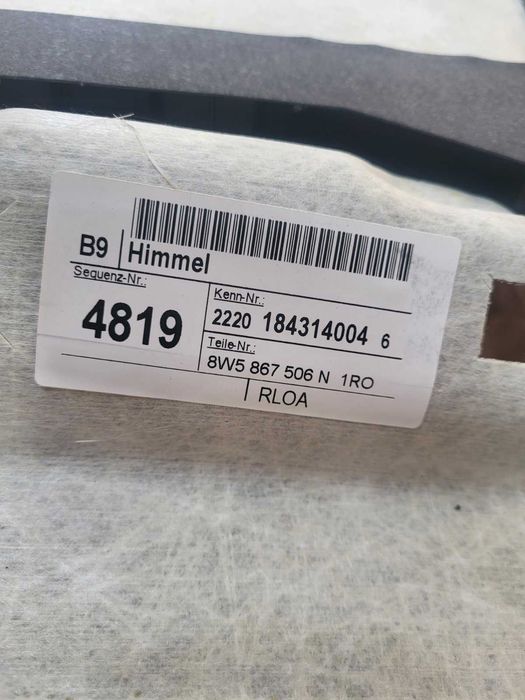 B9 Himmel
Sequenz-Nr.:
4819
Kenn-Nr.:
2220 184314004 6
Teile-Nr.:
8W5 867 506 N 1RO
RLOA